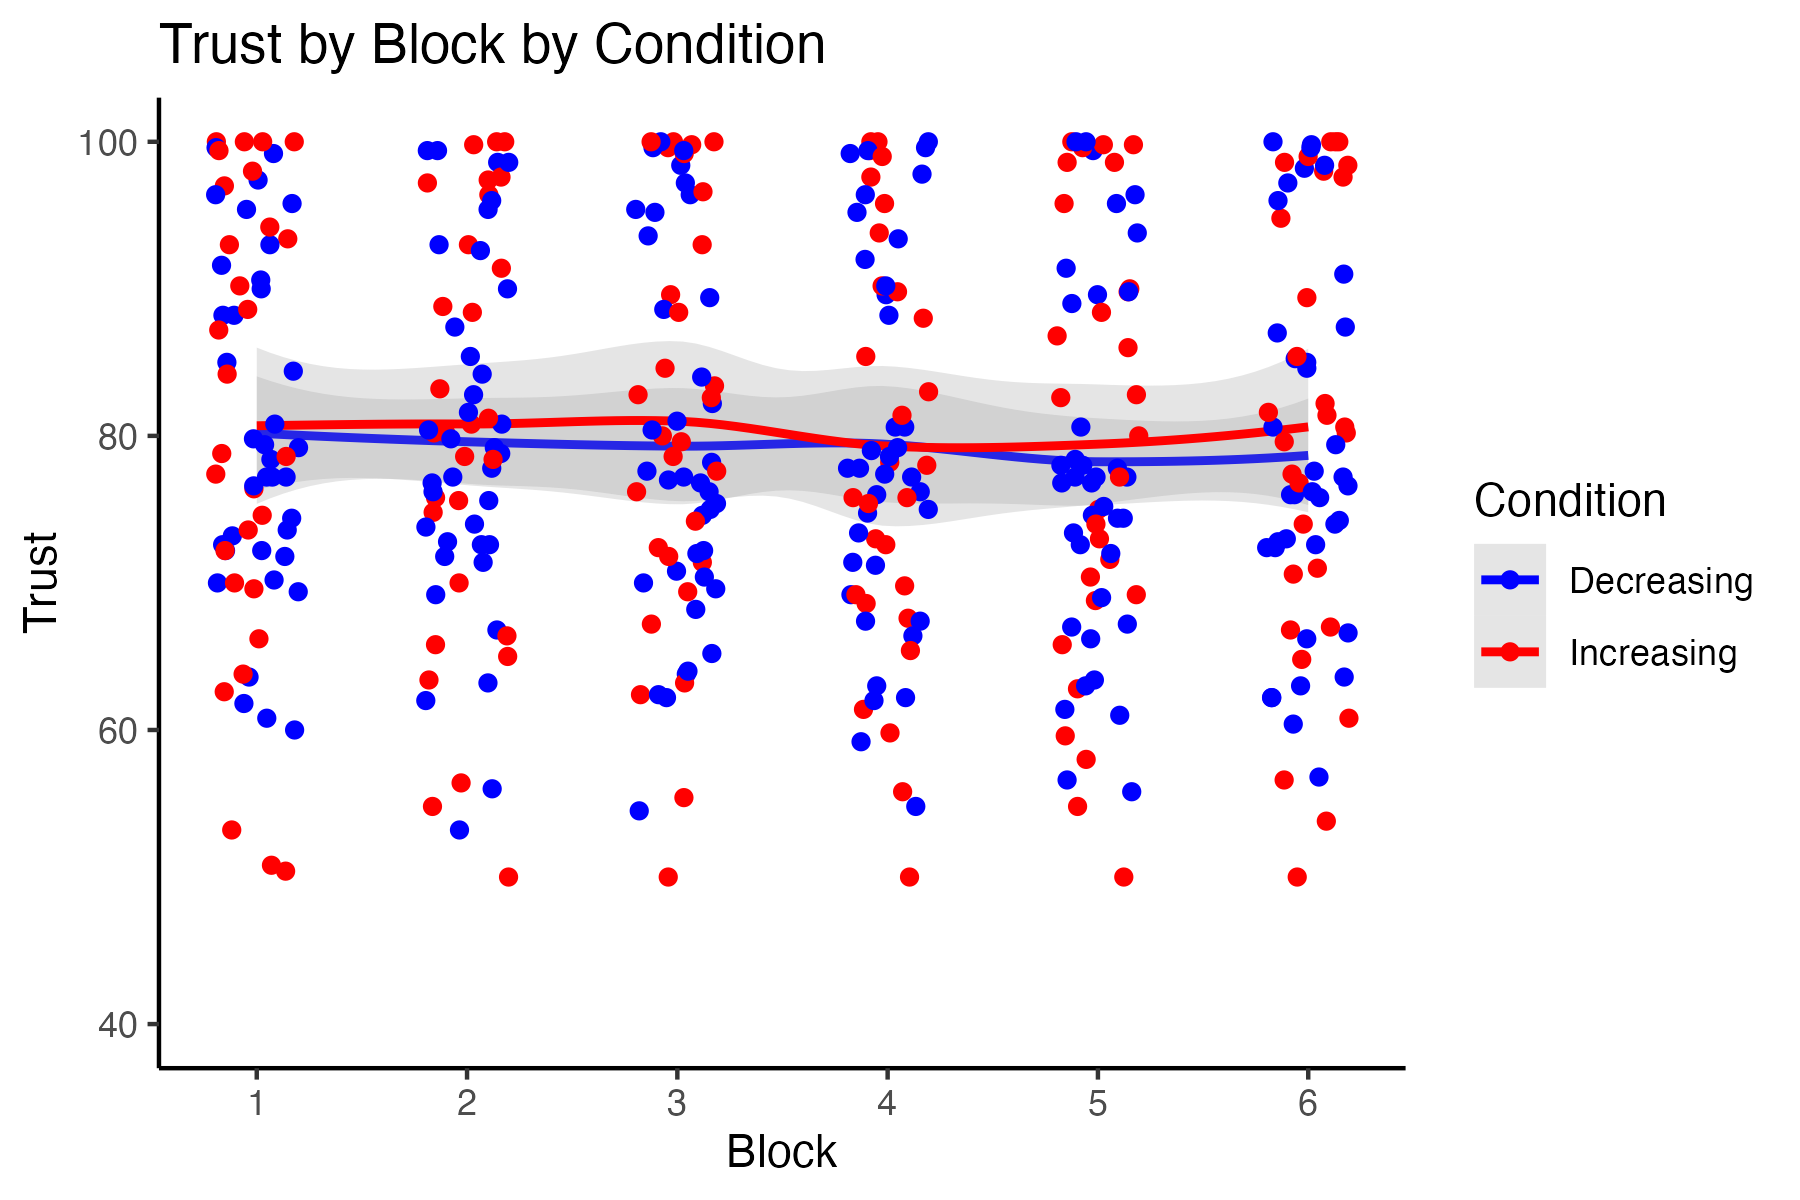 Trust by Block by Condition
100
80
60
40
Trust
1 2 3 4 5 6
Block
Condition
Decreasing
Increasing